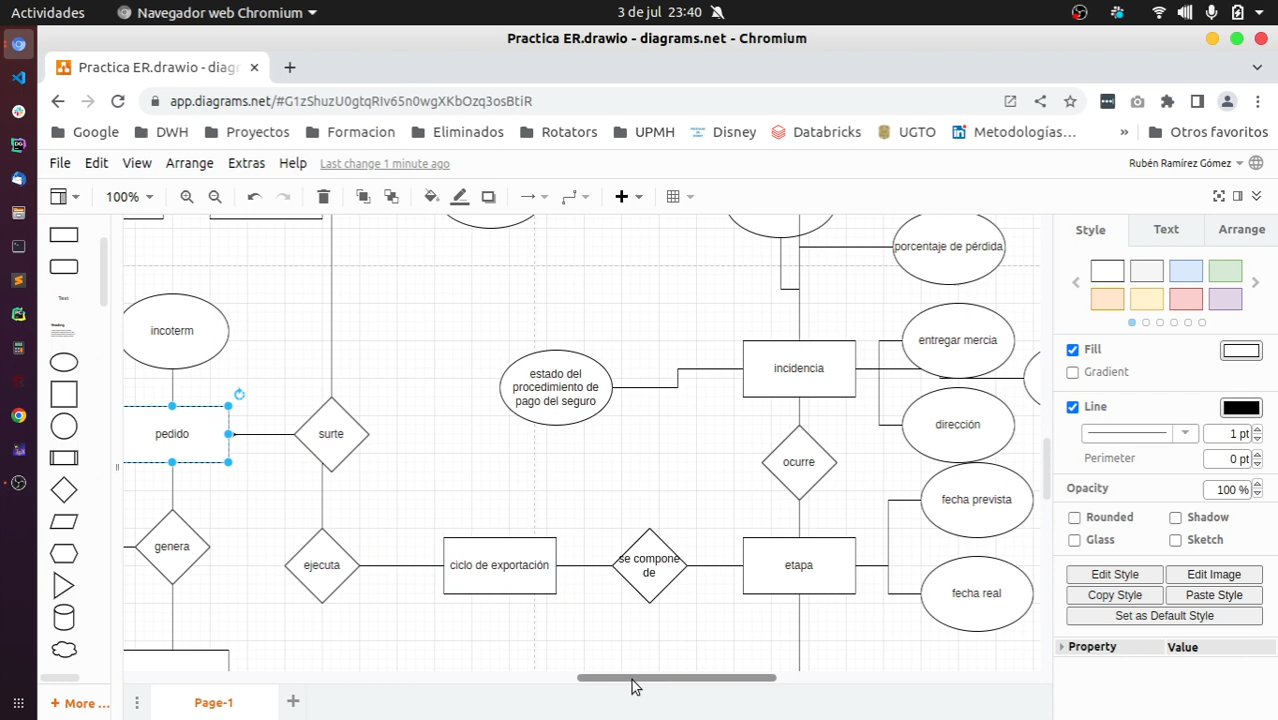 Actividades
Navegador web Chromium
3 de jul 23:40
Practica ER.drawio - diagrams.net - Chromium
Practica ER.drawio - diag
app.diagrams.net/#G1zShuzU0gtqRIv65n0wgXKbOzq3osBtiR
Google
DWH
Proyectos
Formacion
Eliminados
Rotators
UPMH
Disney
Databricks
UGTO
Metodologías...
»
Otros favoritos
File
Edit
View
Arrange
Extras
Help
Last change 1 minute ago
Rubén Ramírez Gómez
100%
Style
Text
Arrange
porcentaje de pérdida
Text
Heading
incoterm
entregar mercia
estado del
procedimiento de
pago del seguro
incidencia
Fill
Gradient
Line
1 pt
Perimeter
0 pt
pedido
surte
dirección
ocurre
Opacity
100 %
fecha prevista
Rounded
Shadow
Glass
Sketch
genera
ejecuta
ciclo de exportación
se compone
de
etapa
fecha real
Edit Style
Edit Image
Copy Style
Paste Style
Set as Default Style
Property
Value
+ More ...
Page-1